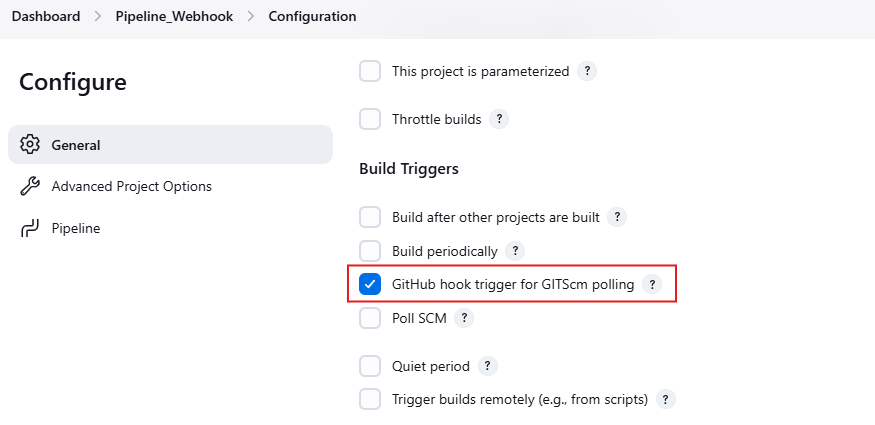 Dashboard > Pipeline_Webhook > Configuration
Configure
General
Advanced Project Options
Pipeline
This project is parameterized ?
Throttle builds ?
Build Triggers
Build after other projects are built ?
Build periodically ?
GitHub hook trigger for GITScm polling ?
Poll SCM ?
Quiet period ?
Trigger builds remotely (e.g., from scripts) ?